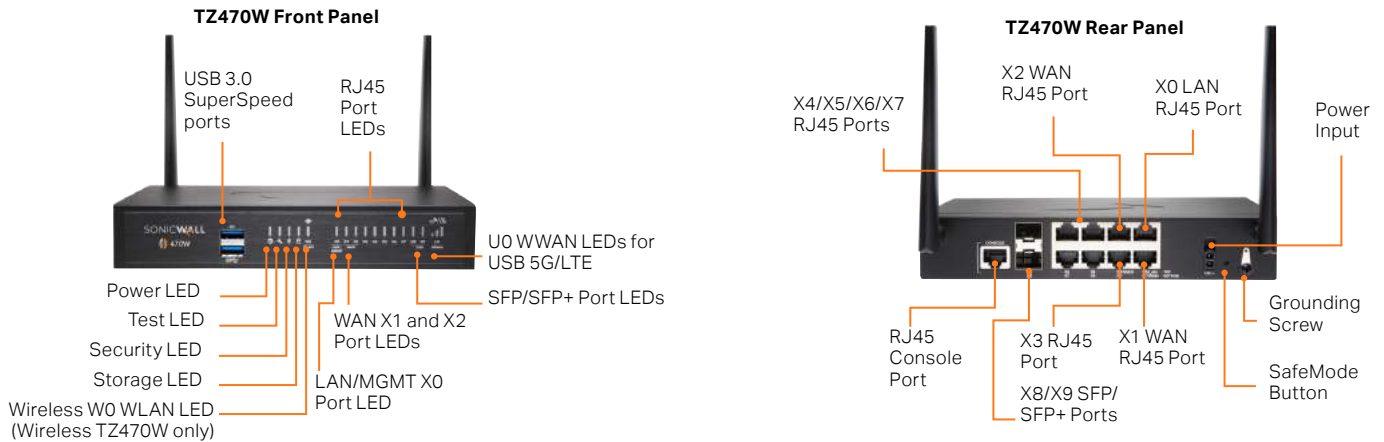 TZ470W Front Panel
USB 3.0
SuperSpeed
ports
RJ45
Port
LEDs
SONICWALL
470W
U0 WWAN LEDs for
USB 5G/LTE
SFP/SFP+ Port LEDs
Power LED
Test LED
Security LED
Storage LED
Wireless W0 WLAN LED
(Wireless TZ470W only)
WAN X1 and X2
Port LEDs
LAN/MGMT X0
Port LED
TZ470W Rear Panel
X4/X5/X6/X7
RJ45 Ports
X2 WAN
RJ45 Port
X0 LAN
RJ45 Port
Power
Input
CONSOLE
RJ45
Console
Port
X8/X9 SFP/
SFP+ Ports
X3 RJ45
Port
X1 WAN
RJ45 Port
SafeMode
Button
Grounding
Screw